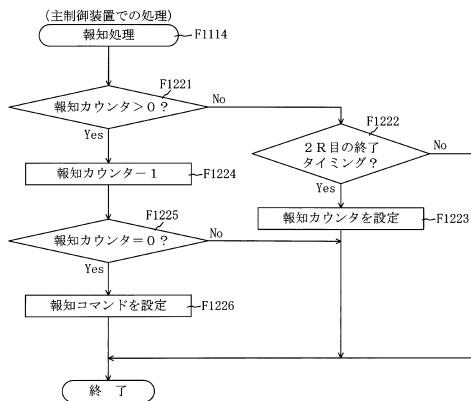 (主制御装置での処理)
報知処理
F1114
F1221
報知カウンタ＞0？
No
Yes
F1222
2R目の終了
タイミング？
No
Yes
報知カウンタ－1
F1224
報知カウンタを設定
F1223
F1225
報知カウンタ＝0？
No
Yes
報知コマンドを設定
F1226
終 了